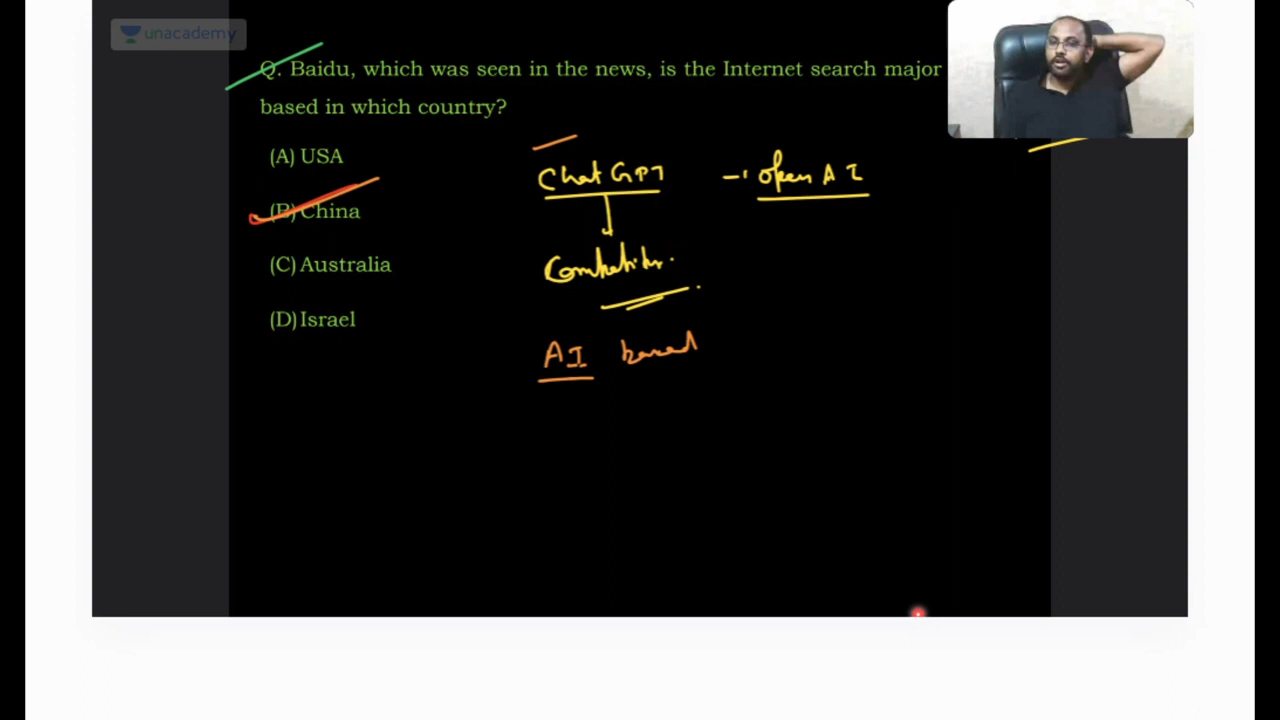 unacademy
Q. Baidu, which was seen in the news, is the Internet search major
based in which country?
(A) USA
(B) China
(C) Australia
(D) Israel
ChatGPT - Open AI
Competitor.
AI based